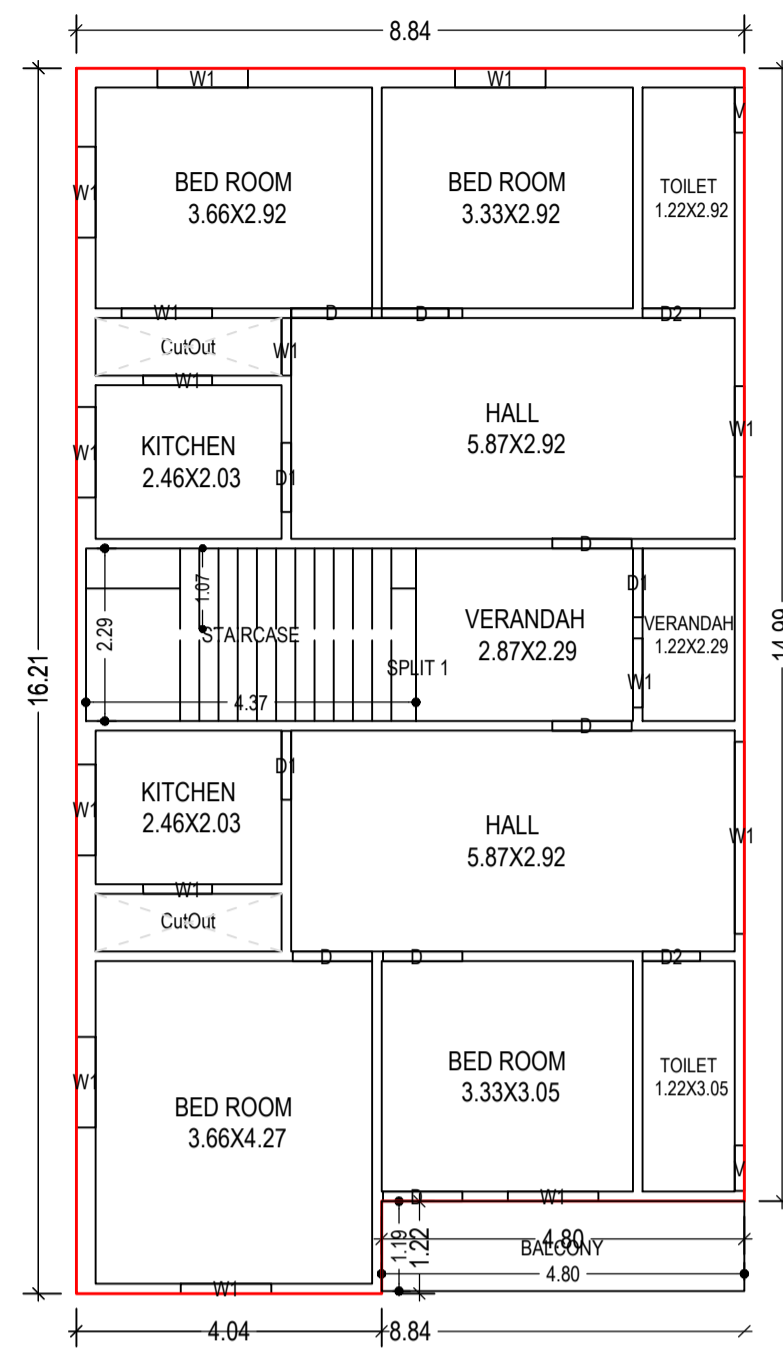 8.84
W1
W1
V
BED ROOM
3.66X2.92
BED ROOM
3.33X2.92
TOILET
1.22X2.92
W1
W1
D
D
D2
CutOut
W1
W1
HALL
5.87X2.92
W1
KITCHEN
2.46X2.03
W1
D1
D
1.07
2.29
STAIRCASE
SPLIT 1
4.37
VERANDAH
2.87X2.29
D1
VERANDAH
1.22X2.29
W1
14.99
16.21
D
D1
KITCHEN
2.46X2.03
W1
HALL
5.87X2.92
W1
W1
CutOut
D
D
D2
W1
BED ROOM
3.66X4.27
BED ROOM
3.33X3.05
TOILET
1.22X3.05
V
D
W1
1.19
1.22
4.80
BALCONY
4.80
W1
4.04
8.84